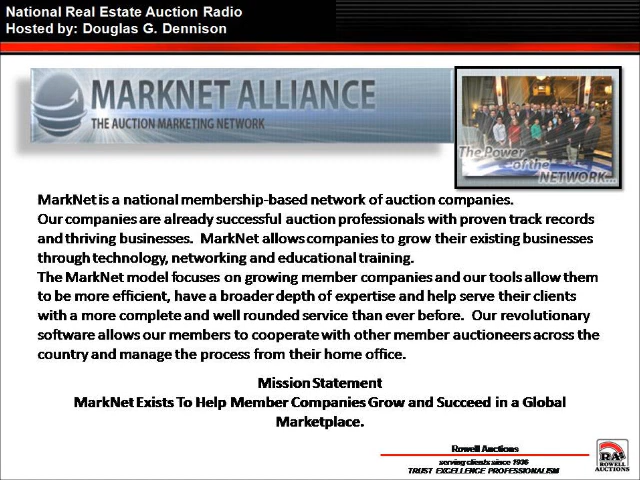 National Real Estate Auction Radio
Hosted by: Douglas G. Dennison
MARKNET ALLIANCE
THE AUCTION MARKETING NETWORK
The Power
of the
NETWORK...
MarkNet is a national membership-based network of auction companies.
Our companies are already successful auction professionals with proven track records
and thriving businesses. MarkNet allows companies to grow their existing businesses
through technology, networking and educational training.
The MarkNet model focuses on growing member companies and our tools allow them
to be more efficient, have a broader depth of expertise and help serve their clients
with a more complete and well rounded service than ever before. Our revolutionary
software allows our members to cooperate with other member auctioneers across the
country and manage the process from their home office.
Mission Statement
MarkNet Exists To Help Member Companies Grow and Succeed in a Global
Marketplace.
Rowell Auctions
serving clients since 1936
TRUST EXCELLENCE PROFESSIONALISM
RA
ROWELL
AUCTIONS